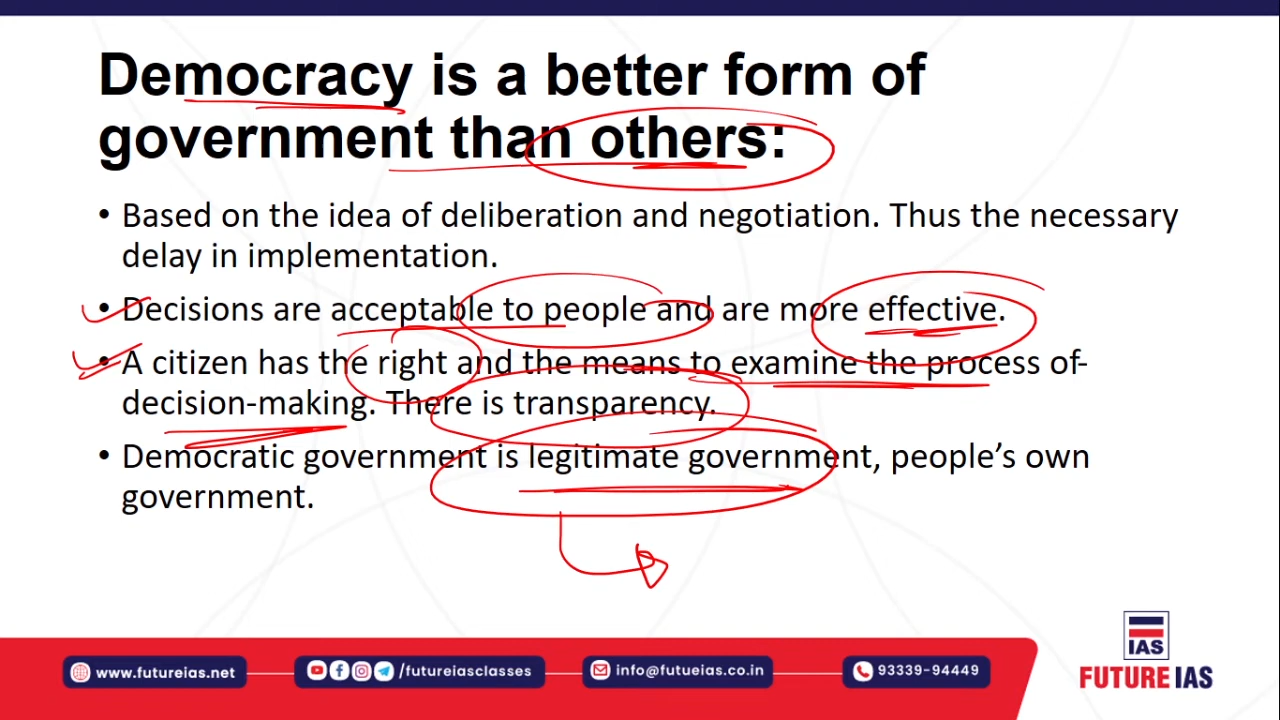 Democracy is a better form of
government than others:
• Based on the idea of deliberation and negotiation. Thus the necessary
delay in implementation.
• Decisions are acceptable to people and are more effective.
• A citizen has the right and the means to examine the process of-
decision-making. There is transparency.
• Democratic government is legitimate government, people's own
government.
IAS
www.futureias.net
/futureiasclasses
info@futueias.co.in
93339-94449
FUTURE IAS